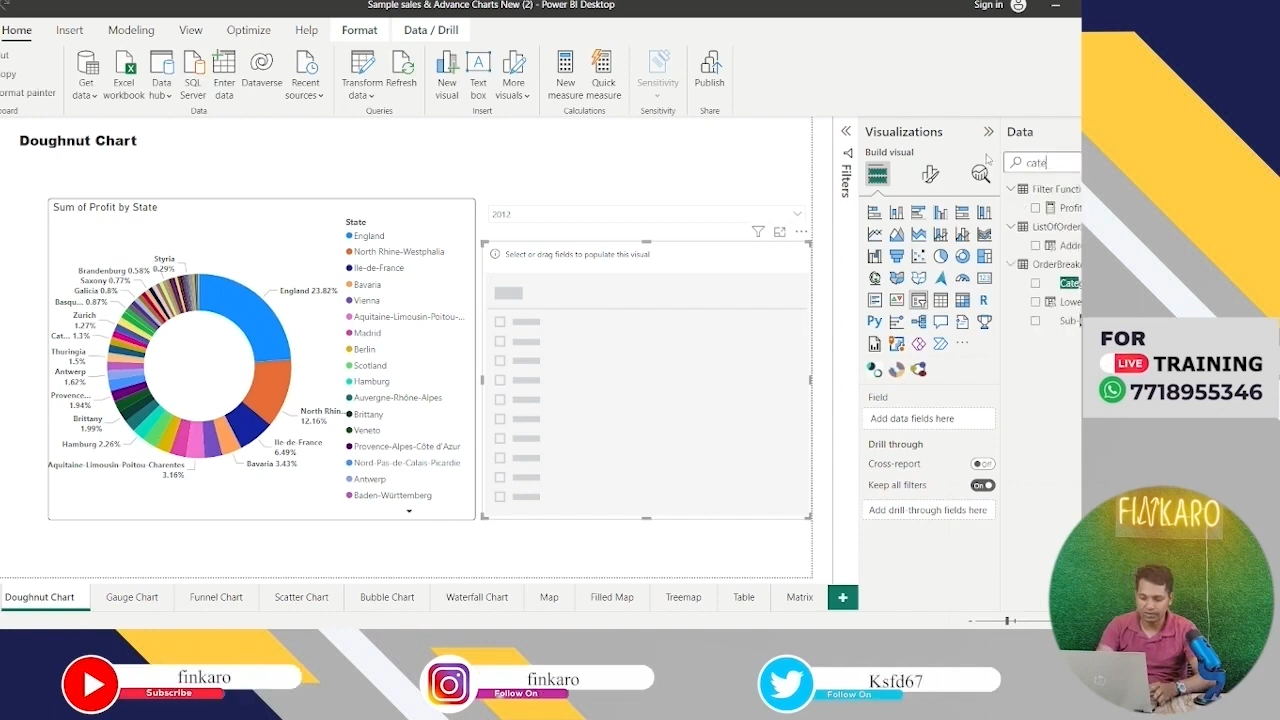 Sample sales & Advance Charts New (2) - Power BI Desktop
Sign in
Home
Insert
Modeling
View
Optimize
Help
Format
Data / Drill
ut
opy
ormat painter
oard
Get data
Excel workbook
Data hub
SQL Server
Enter data
Dataverse
Recent sources
Data
Transform data
Refresh
Queries
New visual
Text box
More visuals
Insert
New measure
Quick measure
Calculations
Sensitivity
Sensitivity
Publish
Share
Doughnut Chart
Sum of Profit by State
State
England
North Rhine-Westphalia
Ile-de-France
Bavaria
Vienna
Aquitaine-Limousin-Poitou-...
Madrid
Berlin
Scotland
Hamburg
Auvergne-Rhône-Alpes
Brittany
Veneto
Provence-Alpes-Côte d'Azur
Nord-Pas-de-Calais-Picardie
Antwerp
Baden-Württemberg
Styria
0.29%
Brandenburg 0.58%
Saxony 0.77%
Galicia 0.8%
Basqu... 0.87%
Zürich
1.27%
Cat... 1.3%
Thuringia
1.5%
Antwerp
1.62%
Provence...
1.94%
Brittany
1.99%
Hamburg 2.26%
Aquitaine-Limousin-Poitou-Charentes
3.16%
Bavaria 3.43%
Ile-de-France
6.49%
North Rhin...
12.16%
England 23.82%
2012
Select or drag fields to populate this visual
Filters
Visualizations
Build visual
Py
R
123
Field
Add data fields here
Drill through
Cross-report
Off
Keep all filters
On
Add drill-through fields here
Data
cate
Filter Functi
Profit
ListOfOrder
Addre
OrderBreak
Cate
Lowe
Sub-
Doughnut Chart
Gauge Chart
Funnel Chart
Scatter Chart
Bubble Chart
Waterfall Chart
Map
Filled Map
Treemap
Table
Matrix
FOR
LIVE TRAINING
7718955346
FINKARO
finkaro
Subscribe
finkaro
Follow On
Ksfd67
Follow On